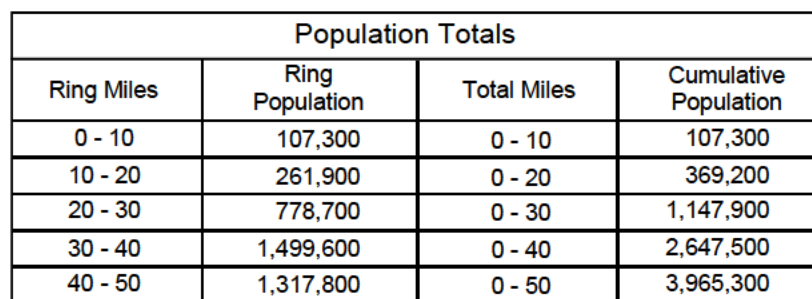 Population Totals
Ring Miles Ring Population Total Miles Cumulative Population
0 - 10 107,300 0 - 10 107,300
10 - 20 261,900 0 - 20 369,200
20 - 30 778,700 0 - 30 1,147,900
30 - 40 1,499,600 0 - 40 2,647,500
40 - 50 1,317,800 0 - 50 3,965,300